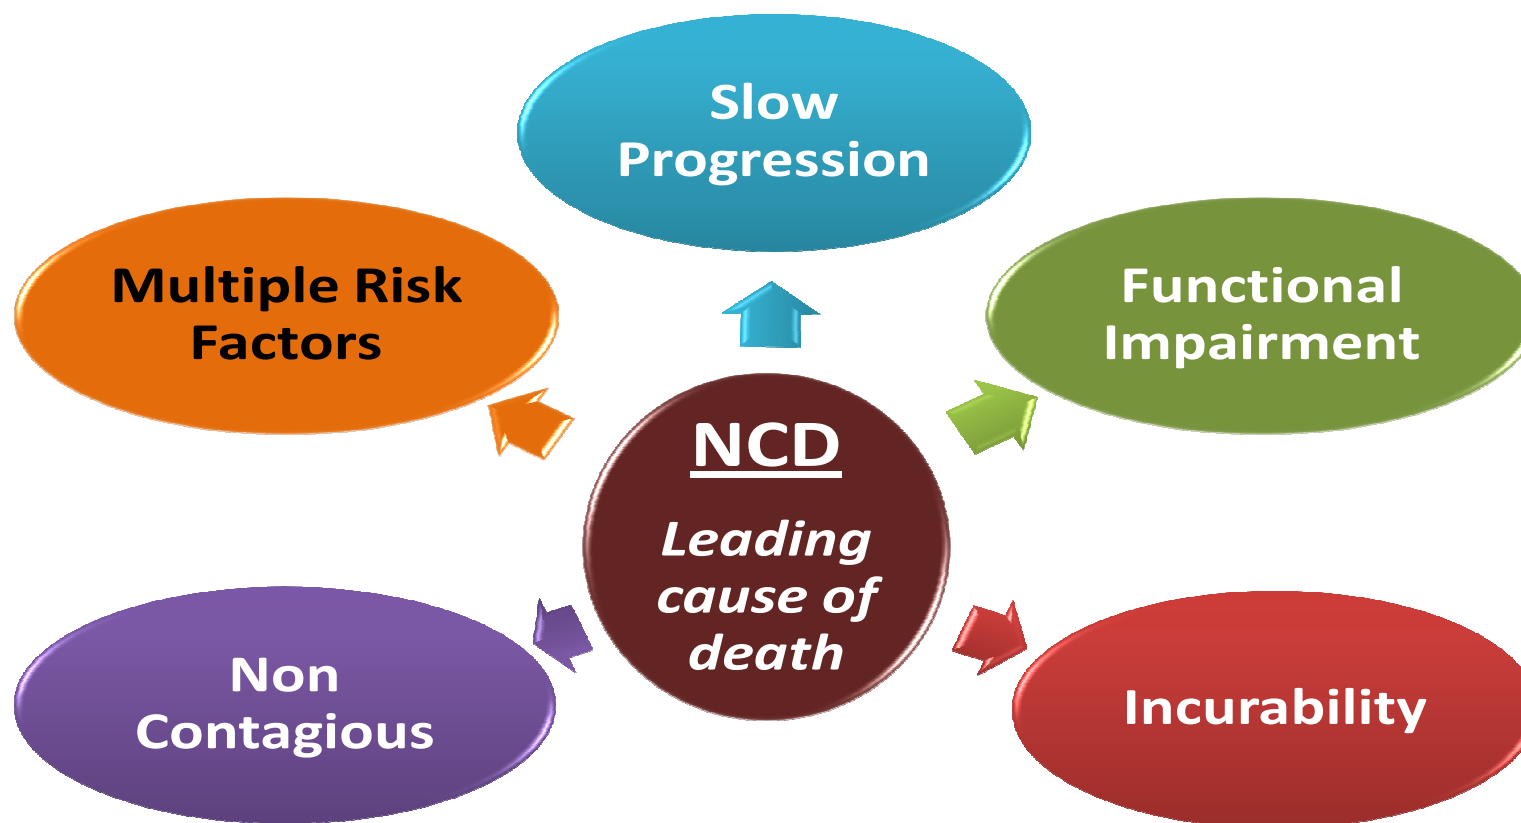 Slow
Progression
Multiple Risk
Factors
Functional
Impairment
NCD
Leading
cause of
death
Non
Contagious
Incurability